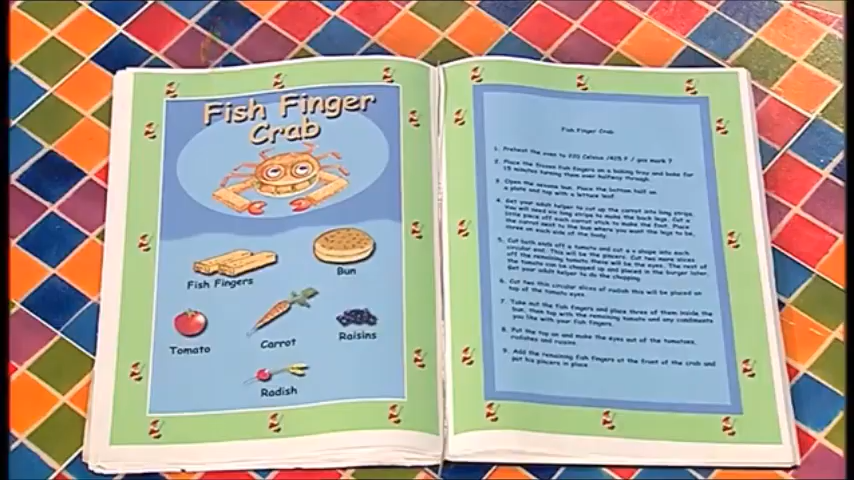 Fish Finger
Crab
Fish Fingers
Bun
Tomato
Carrot
Raisins
Radish
Fish Finger Crab
1. Preheat the oven to 220 Celsius /425 F / gas mark 7
2. Place the frozen fish fingers on a baking tray and bake for
15 minutes turning them over halfway through.
3. Open the sesame bun. Place the bottom half on
a plate and top with a lettuce leaf.
4. Get your adult helper to cut up the carrot into long strips.
You will need six long strips to make the back legs. Cut a
little piece off each carrot stick to make the foot. Place
the carrot next to the bun where you want the legs to be,
three on each side of the body.
5. Cut both ends off a tomato and cut a v shape into each
circular end. This will be the pincers. Cut two more slices
off the remaining tomato there will be the eyes. The rest of
the tomato can be chopped up and placed in the burger later.
Get your adult helper to do the chopping.
6. Cut two thin circular slices of radish this will be placed on
top of the tomato eyes.
7. Take out the fish fingers and place three of them inside the
bun, then top with the remaining tomato and any condiments
you like with your fish fingers.
8. Put the top on and make the eyes out of the tomatoes,
radishes and raisins.
9. Add the remaining fish fingers at the front of the crab and
put his pincers in place